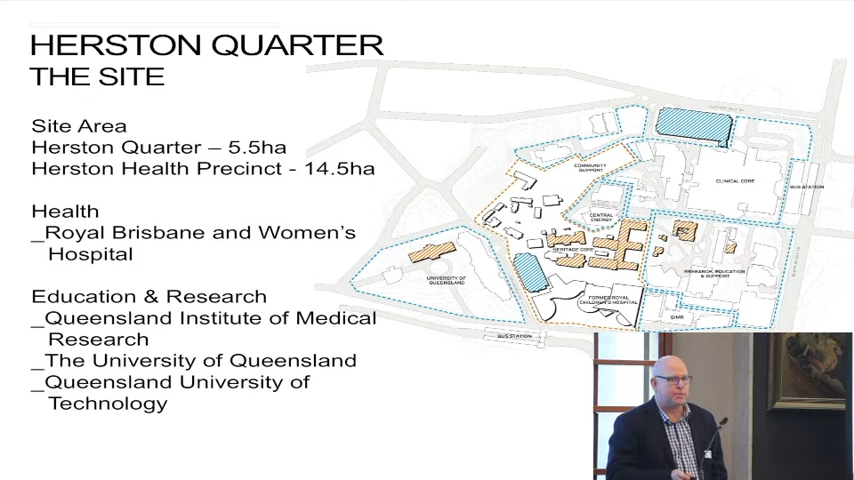 HERSTON QUARTER
THE SITE
Site Area
Herston Quarter – 5.5ha
Herston Health Precinct - 14.5ha
Health
_Royal Brisbane and Women's
Hospital
Education & Research
_Queensland Institute of Medical
Research
_The University of Queensland
_Queensland University of
Technology
COMMUNITY
SUPPORT
CLINICAL CORE
BUS STATION
CENTRAL
ENERGY
HERITAGE CORE
UNIVERSITY OF
QUEENSLAND
RESEARCH, EDUCATION
& SUPPORT
FORMER ROYAL
CHILDREN'S HOSPITAL
QIMR
BUS STATION